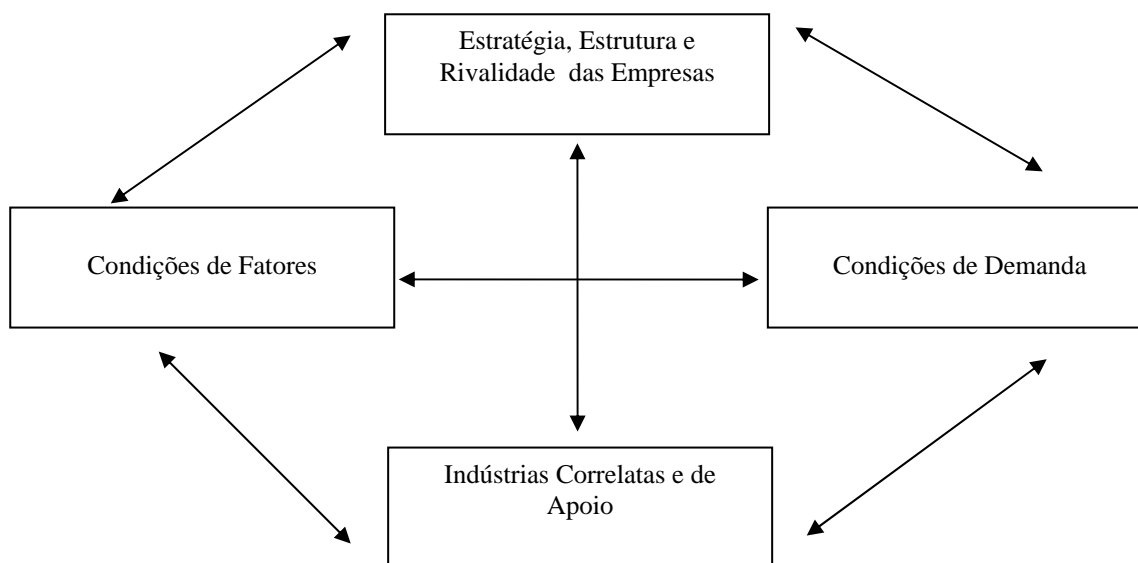 Estratégia, Estrutura e
Rivalidade das Empresas
Condições de Fatores
Condições de Demanda
Indústrias Correlatas e de
Apoio